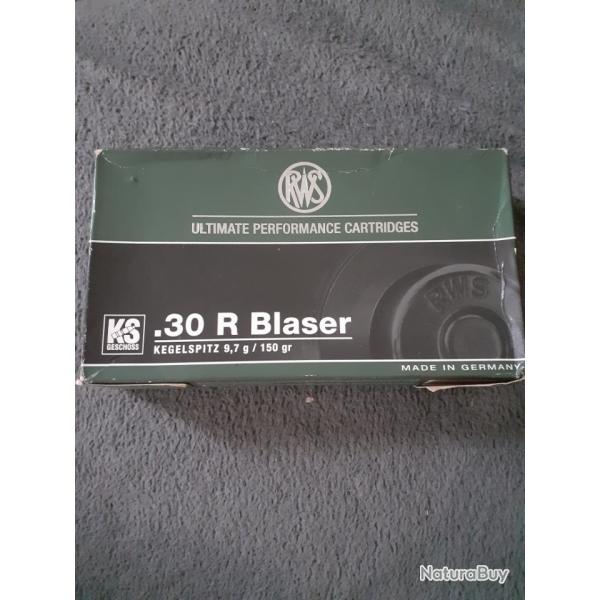 RWS
ULTIMATE PERFORMANCE CARTRIDGES
RWS
KS
GESCHOSS
.30 R Blaser
KEGELSPITZ 9,7 g / 150 gr
MADE IN GERMANY
NaturaBuy